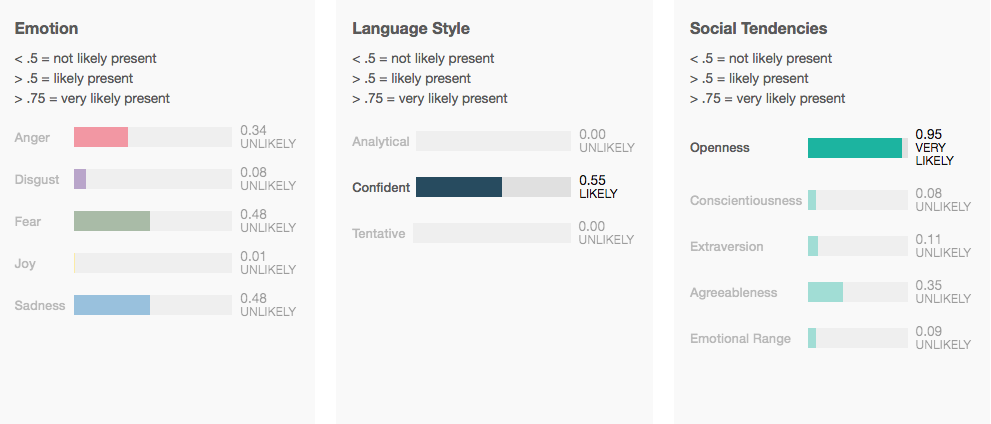 Emotion
< .5 = not likely present
> .5 = likely present
> .75 = very likely present
Anger 0.34
UNLIKELY
Disgust 0.08
UNLIKELY
Fear 0.48
UNLIKELY
Joy 0.01
UNLIKELY
Sadness 0.48
UNLIKELY
Language Style
< .5 = not likely present
> .5 = likely present
> .75 = very likely present
Analytical 0.00
UNLIKELY
Confident 0.55
LIKELY
Tentative 0.00
UNLIKELY
Social Tendencies
< .5 = not likely present
> .5 = likely present
> .75 = very likely present
Openness 0.95
VERY
LIKELY
Conscientiousness 0.08
UNLIKELY
Extraversion 0.11
UNLIKELY
Agreeableness 0.35
UNLIKELY
Emotional Range 0.09
UNLIKELY